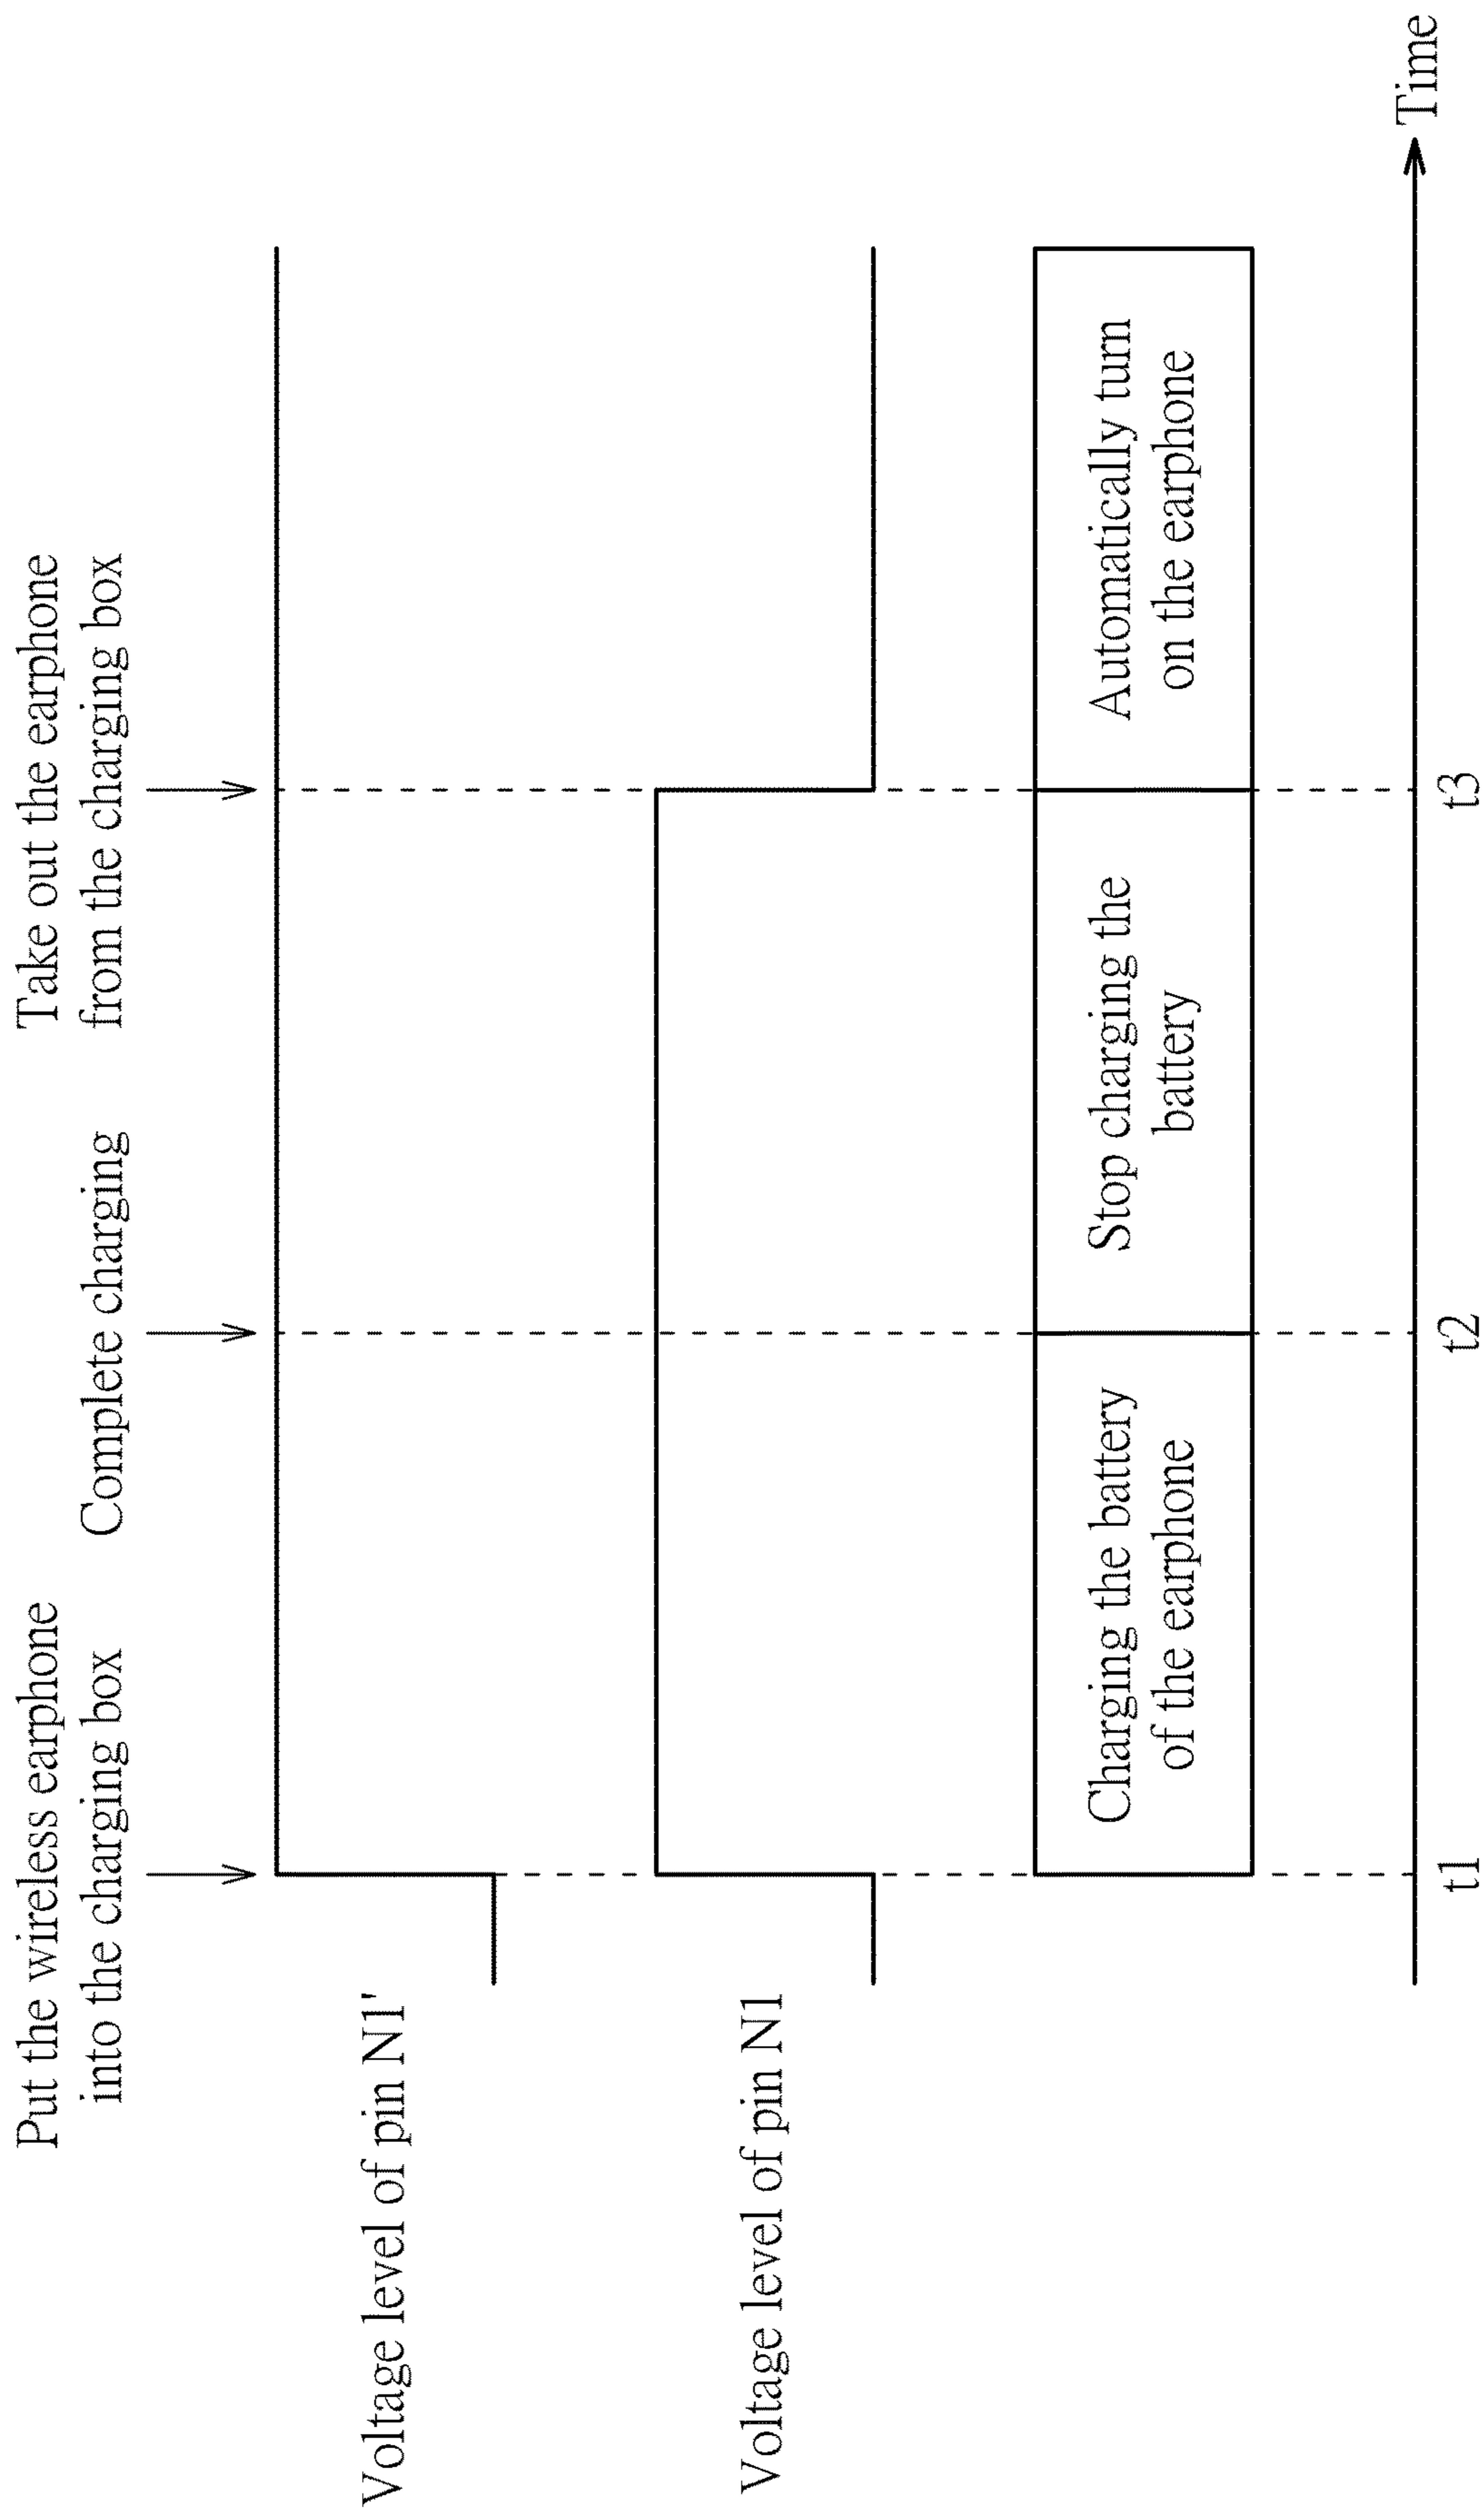 Put the wireless earphone
into the charging box
Complete charging
Take out the earphone
from the charging box
Voltage level of pin N1'
Voltage level of pin N1
Charging the battery
of the earphone
Stop charging the
battery
Automatically turn
on the earphone
t1
t2
t3
Time